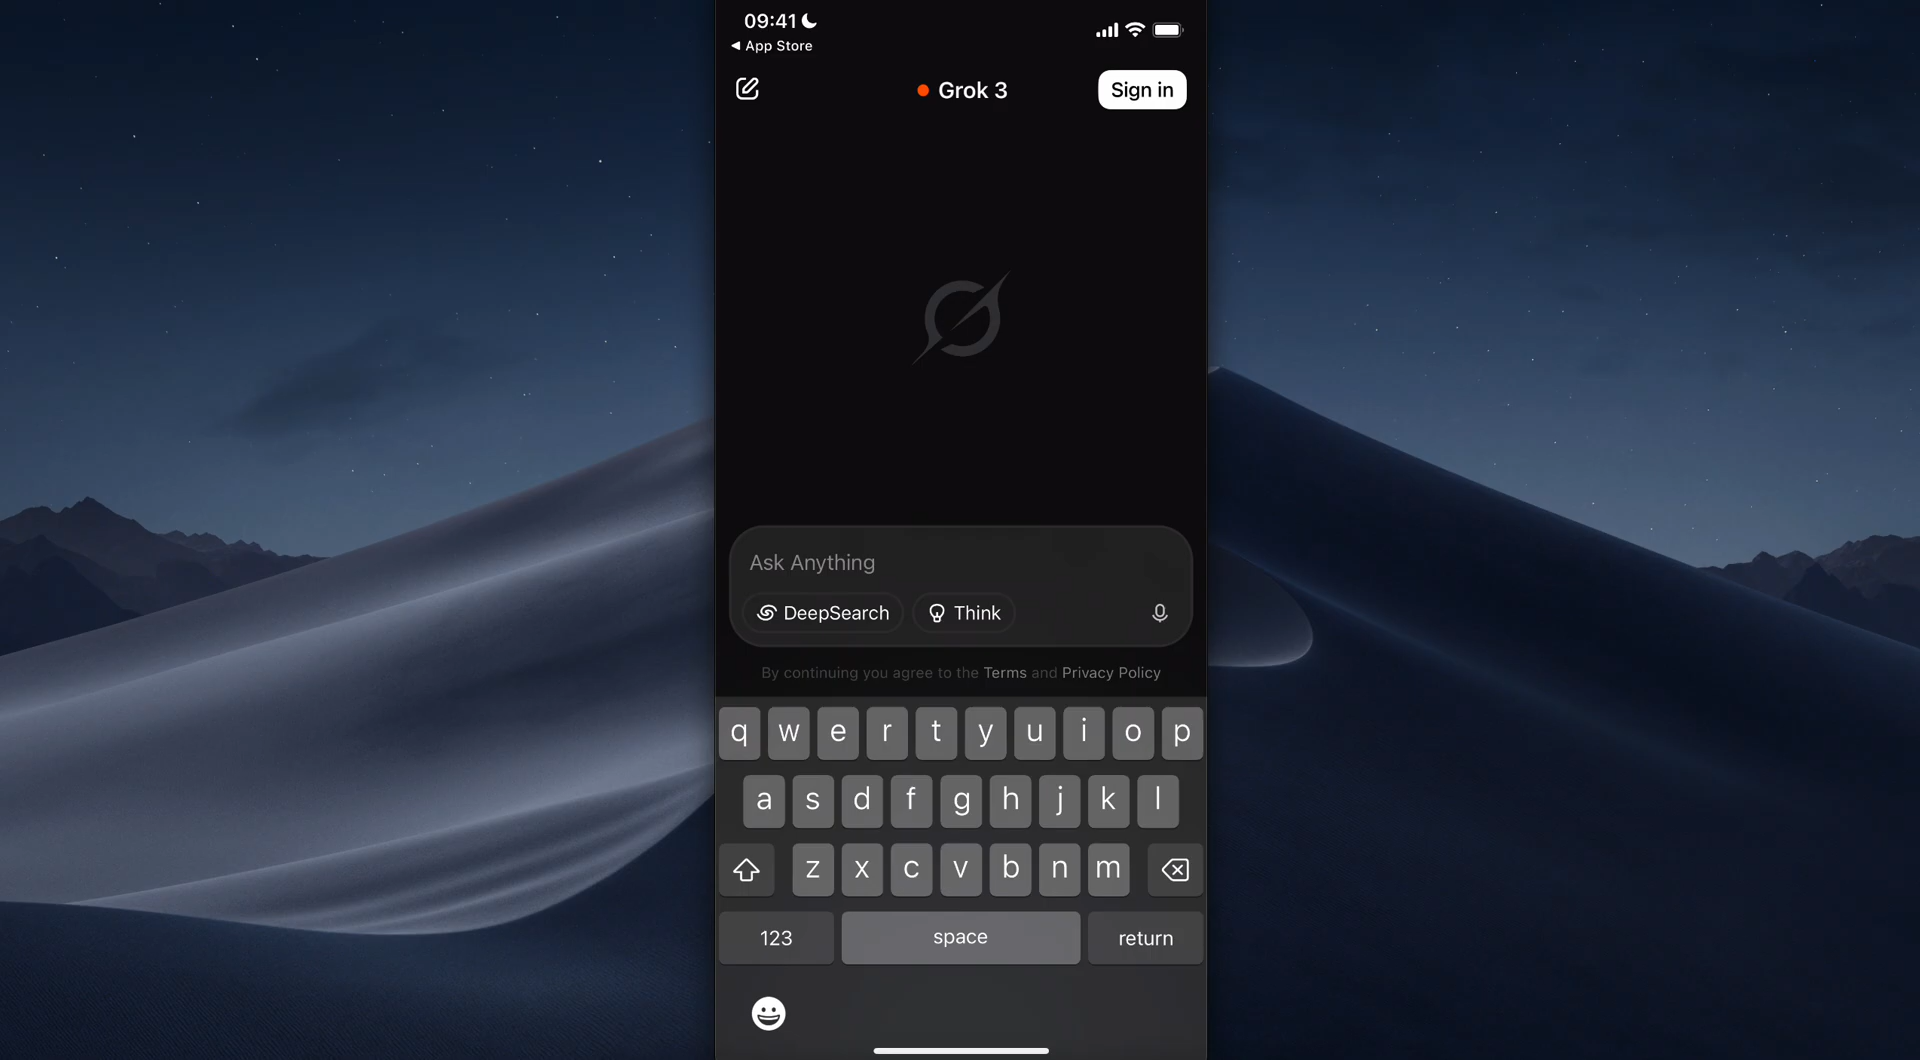 09:41
◀ App Store
Grok 3
Sign in
Ask Anything
DeepSearch
Think
By continuing you agree to the Terms and Privacy Policy
q w e r t y u i o p
a s d f g h j k l
z x c v b n m
123 space return